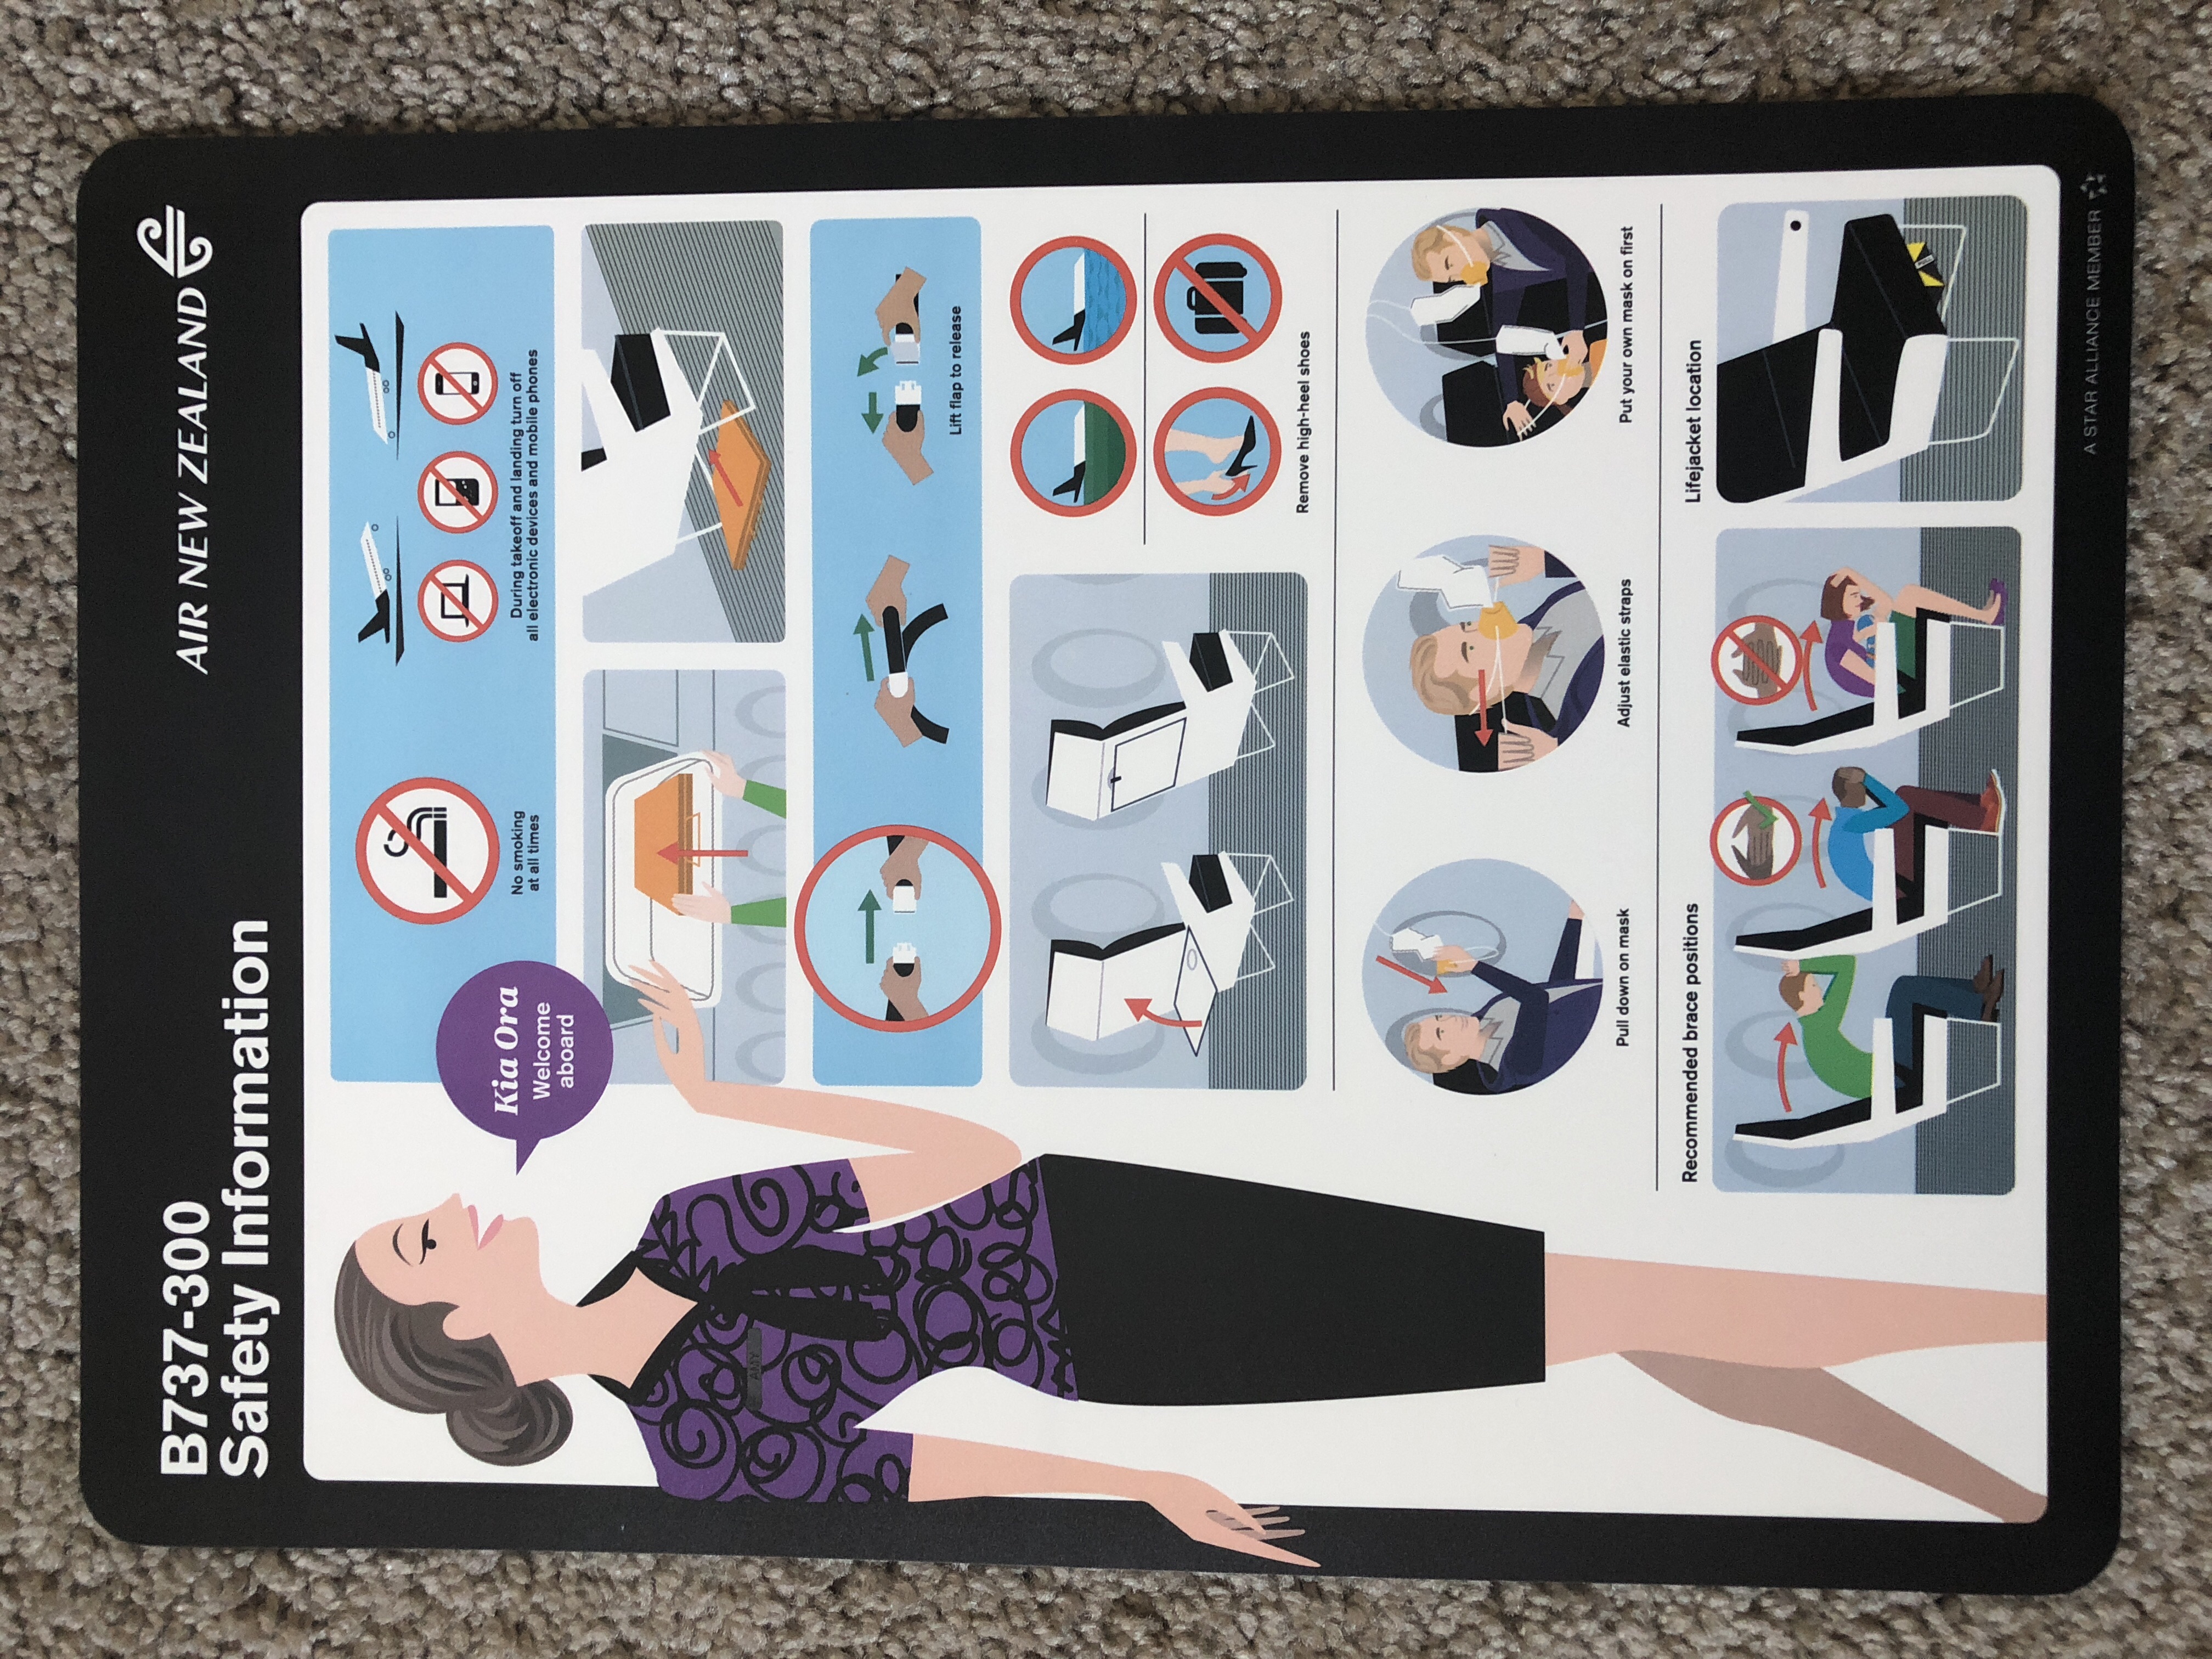 B737-300
Safety Information
AIR NEW ZEALAND
Kia Ora
Welcome
aboard
No smoking
at all times
During takeoff and landing turn off
all electronic devices and mobile phones
AMY
Lift flap to release
Remove high-heel shoes
Pull down on mask
Adjust elastic straps
Put your own mask on first
Recommended brace positions
Lifejacket location
A STAR ALLIANCE MEMBER